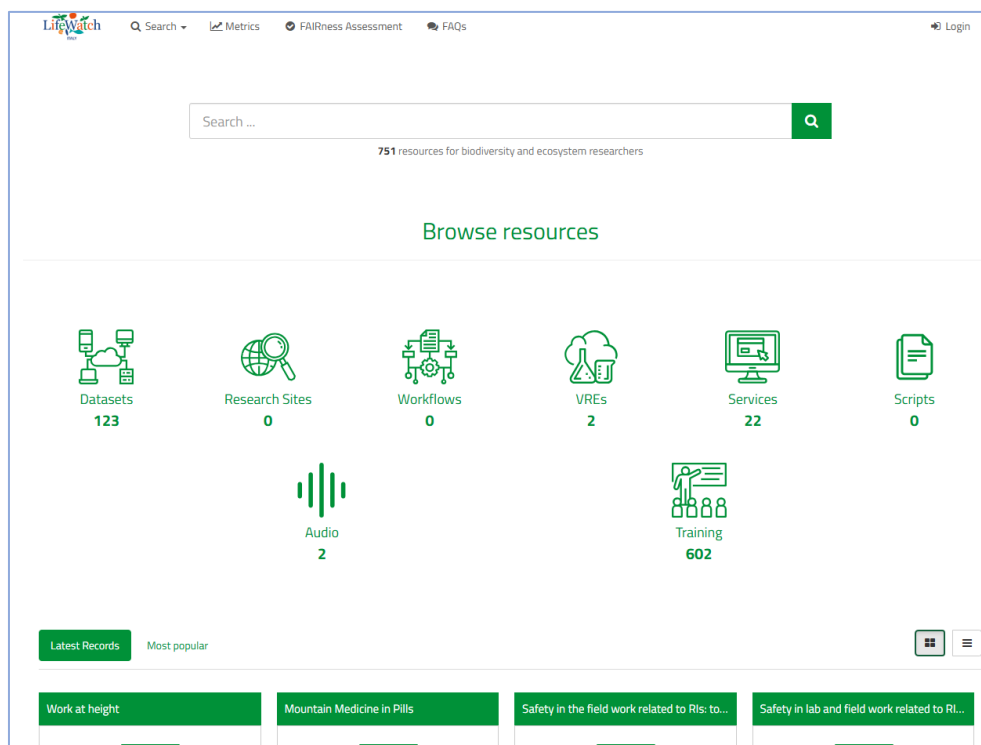 LifeWatch
ITALY
Search
Metrics
FAIRness Assessment
FAQs
Login
Search ...
751 resources for biodiversity and ecosystem researchers
Browse resources
Datasets
123
Research Sites
0
Workflows
0
VREs
2
Services
22
Scripts
0
Audio
2
Training
602
Latest Records
Most popular
Work at height
Mountain Medicine in Pills
Safety in the field work related to RIs: to...
Safety in lab and field work related to RI...